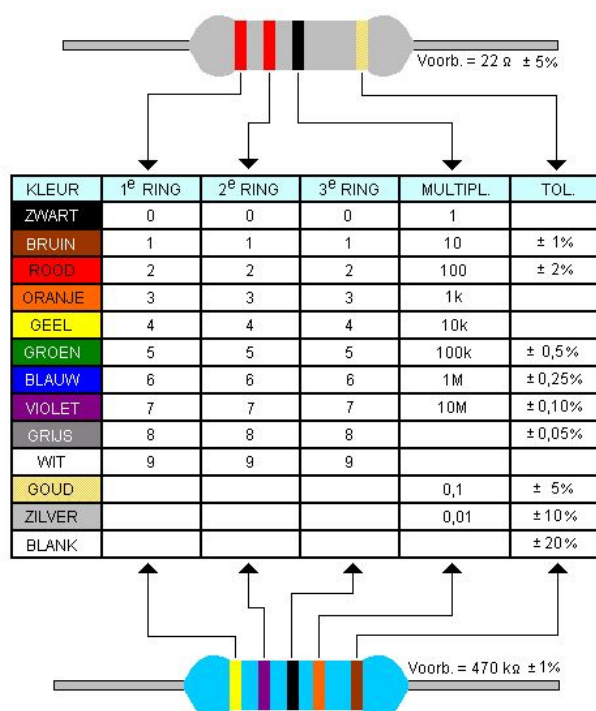 Voorb. = 22 Ω ± 5%
KLEUR 1e RING 2e RING 3e RING MULTIPL. TOL.
ZWART 0 0 0 1
BRUIN 1 1 1 10 ± 1%
ROOD 2 2 2 100 ± 2%
ORANJE 3 3 3 1k
GEEL 4 4 4 10k
GROEN 5 5 5 100k ± 0,5%
BLAUW 6 6 6 1M ±0,25%
VIOLET 7 7 7 10M ±0,10%
GRIJS 8 8 8 ±0,05%
WIT 9 9 9
GOUD 0,1 ± 5%
ZILVER 0,01 ±10%
BLANK ±20%
Voorb. = 470 kΩ ±1%